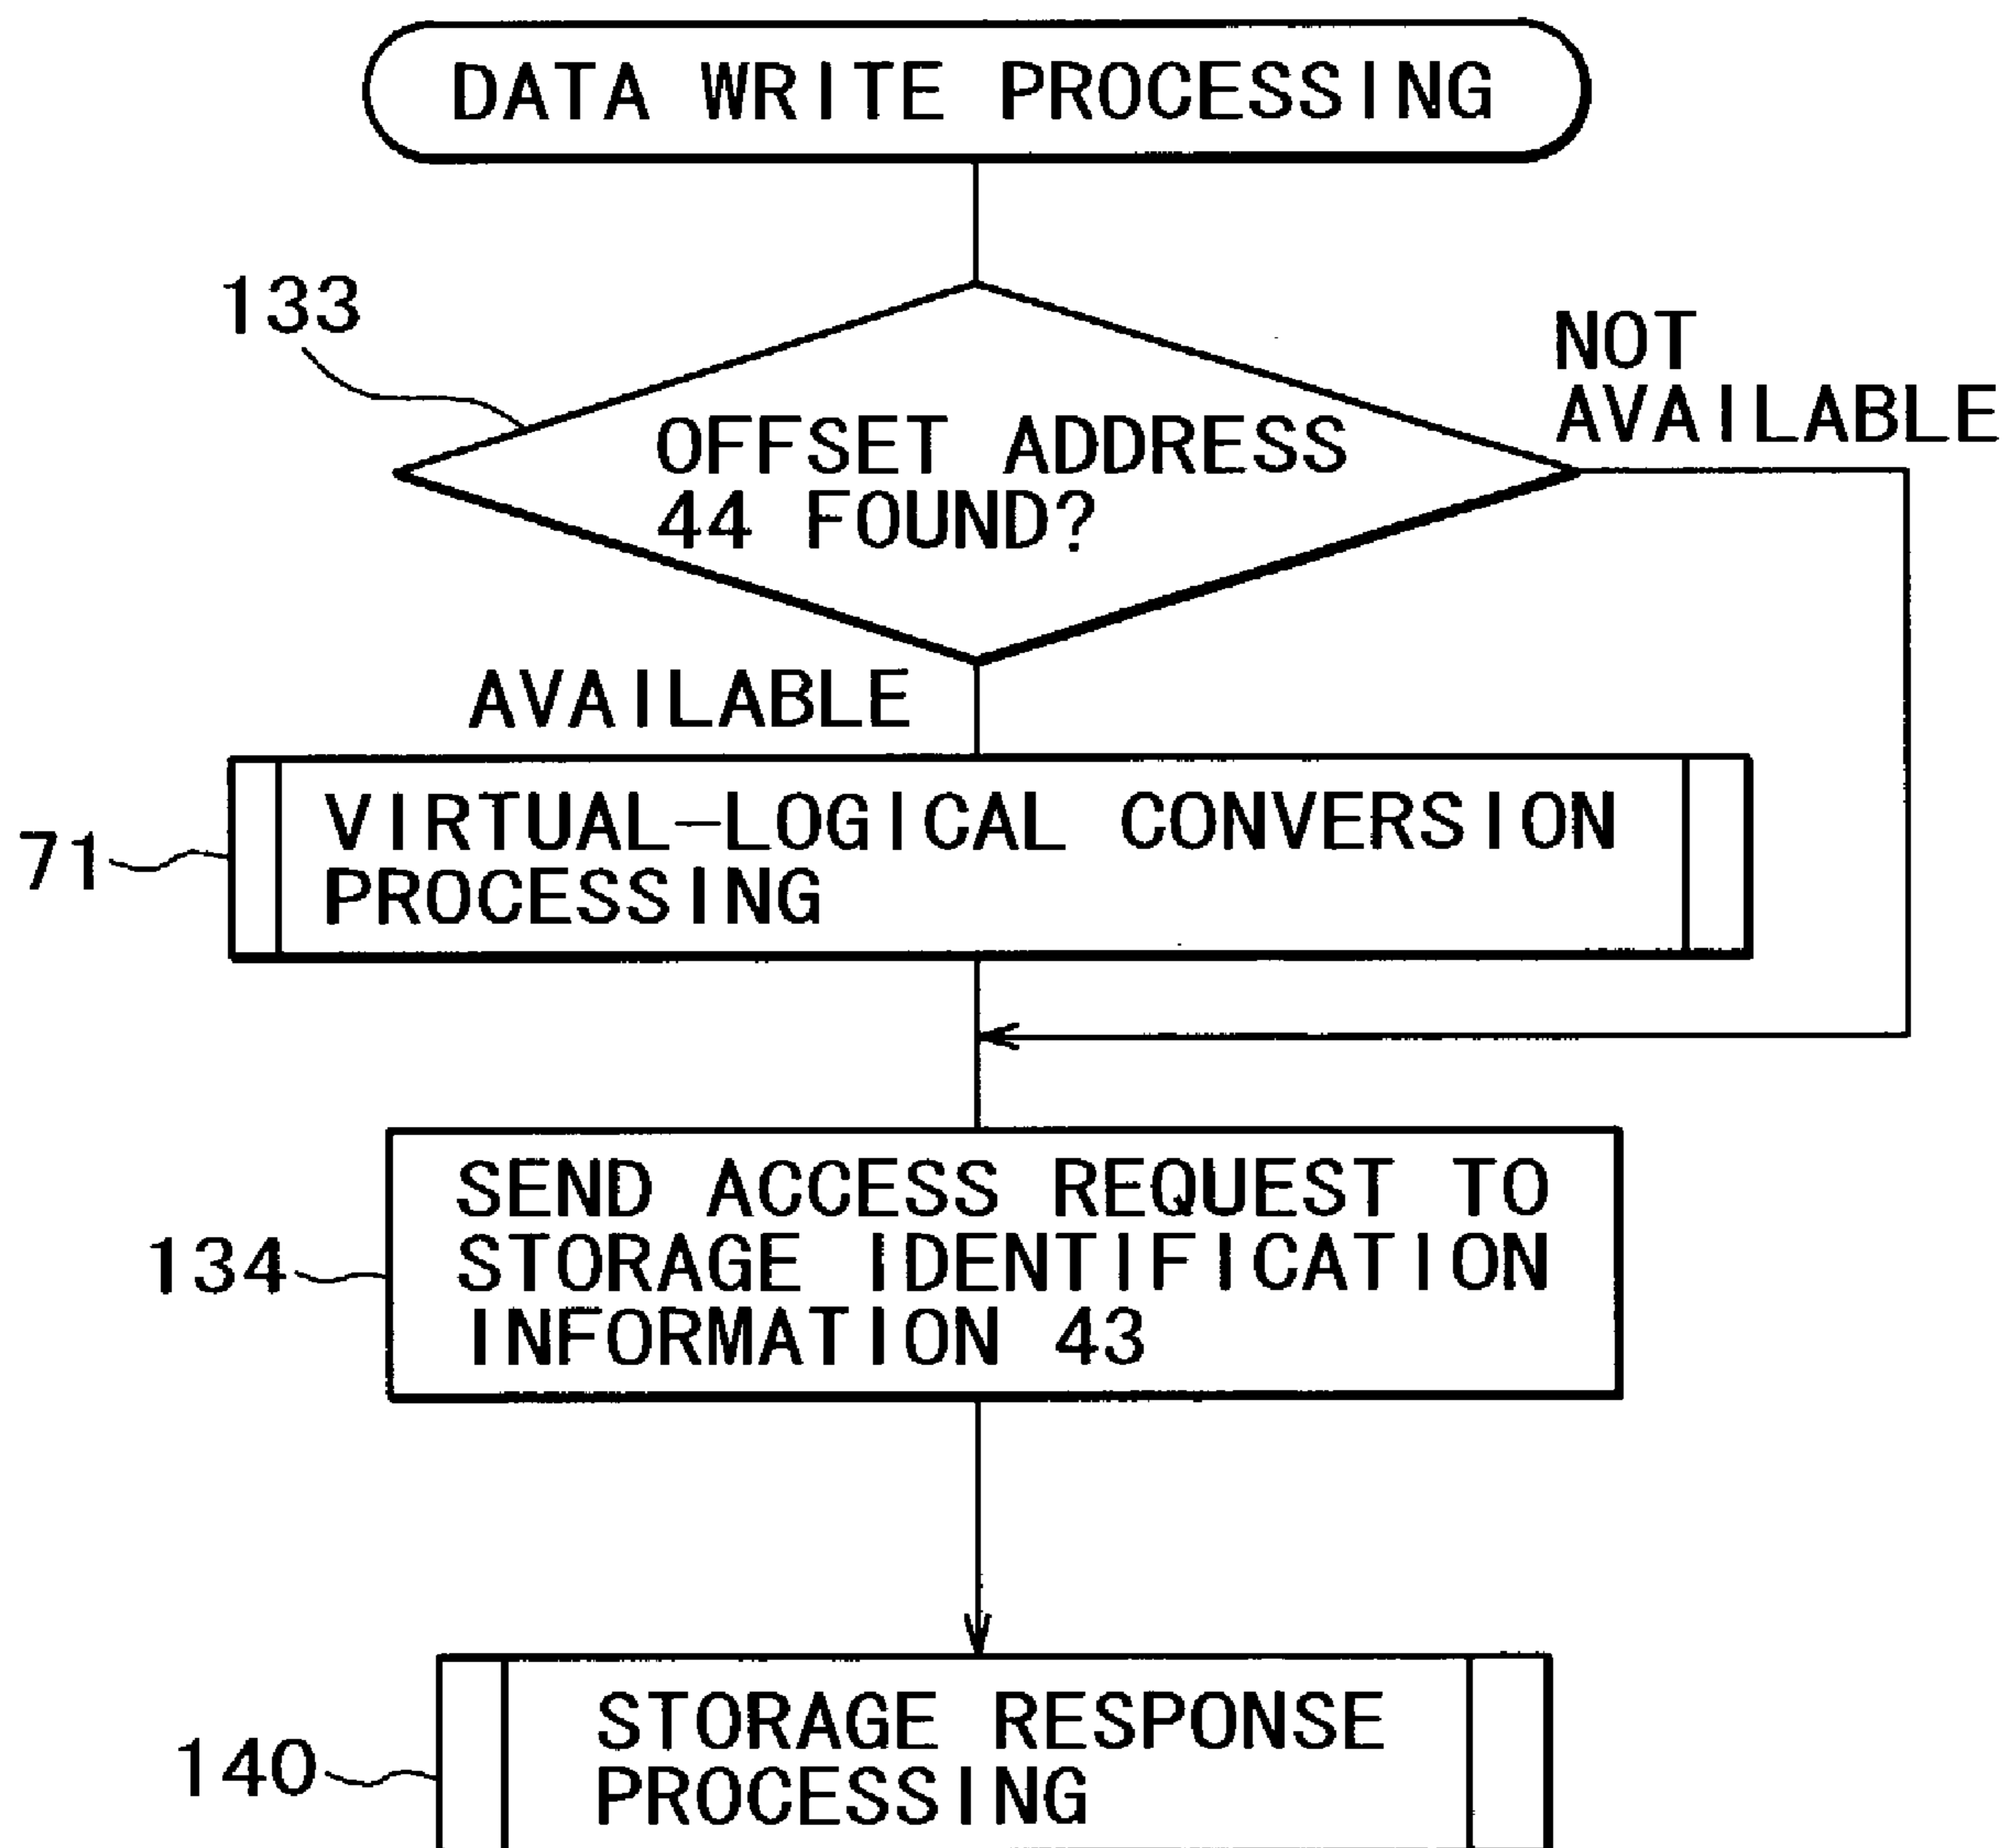 DATA WRITE PROCESSING
133
NOT
AVAILABLE
OFFSET ADDRESS
44 FOUND?
AVAILABLE
71
VIRTUAL-LOGICAL CONVERSION
PROCESSING
134
SEND ACCESS REQUEST TO
STORAGE IDENTIFICATION
INFORMATION 43
140
STORAGE RESPONSE
PROCESSING